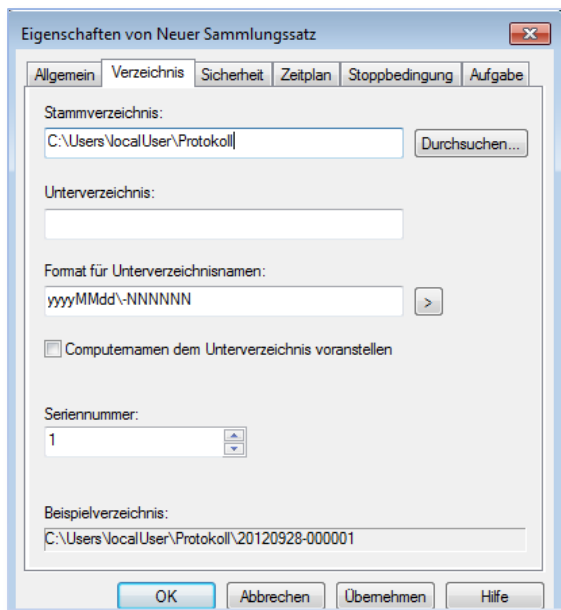 Eigenschaften von Neuer Sammlungssatz
Allgemein Verzeichnis Sicherheit Zeitplan Stoppbedingung Aufgabe
Stammverzeichnis:
C:\Users\localUser\Protokoll
Durchsuchen...
Unterverzeichnis:
Format für Unterverzeichnisnamen:
yyyyMMdd\-NNNNNN
>
Computernamen dem Unterverzeichnis voranstellen
Seriennummer:
1
Beispielverzeichnis:
C:\Users\localUser\Protokoll\20120928-000001
OK Abbrechen Übernehmen Hilfe